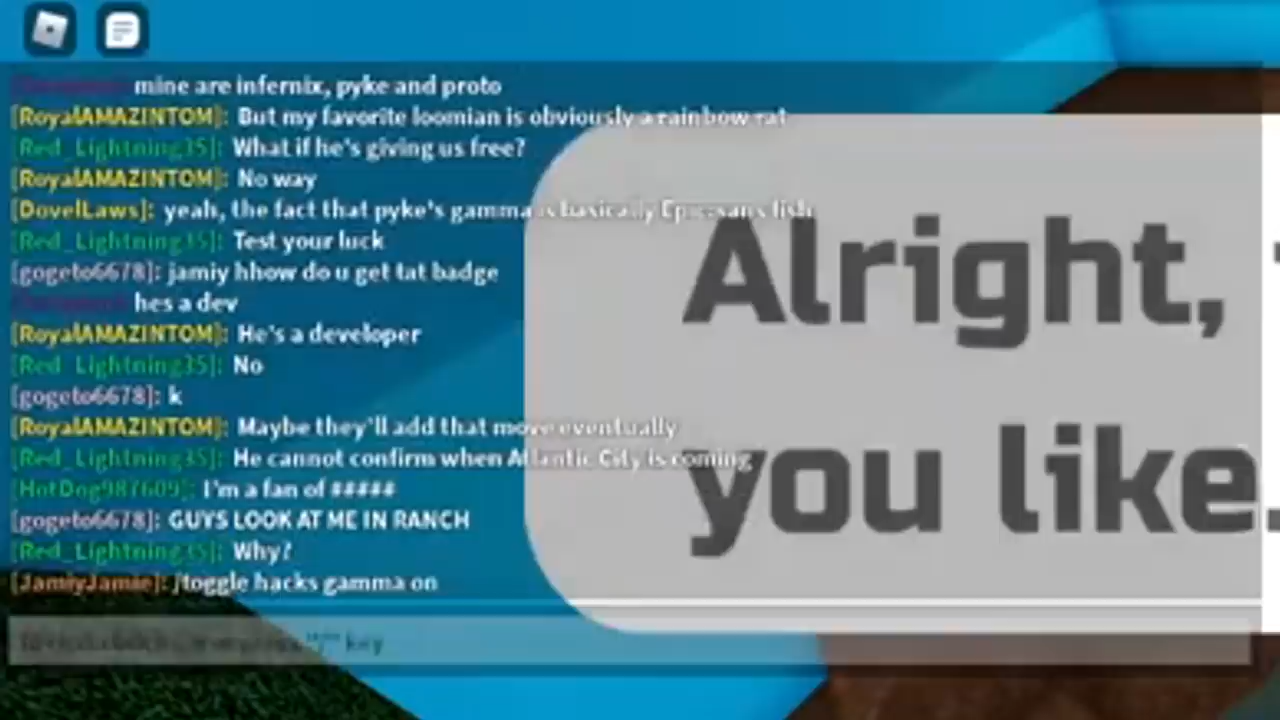 mine are infernix, pyke and proto
[RoyalAMAZINTOM]: But my favorite loomian is obviously a rainbow rat
[Red_Lightning35]: What if he's giving us free?
[RoyalAMAZINTOM]: No way
[DovelLaws]: yeah, the fact that pyke's gamma is basically fish
[Red_Lightning35]: Test your luck
[gogeto6678]: jamiy hhow do u get tat badge
hes a dev
[RoyalAMAZINTOM]: He's a developer
[Red_Lightning35]: No
[gogeto6678]: k
[RoyalAMAZINTOM]: Maybe they'll add that move eventually
[Red_Lightning35]: He cannot confirm when Atlantic City is coming
[HotDog987609]: I'm a fan of #####
[gogeto6678]: GUYS LOOK AT ME IN RANCH
[Red_Lightning35]: Why?
[JamiyJamie]: /toggle hacks gamma on
"/" key
Alright,
you like.